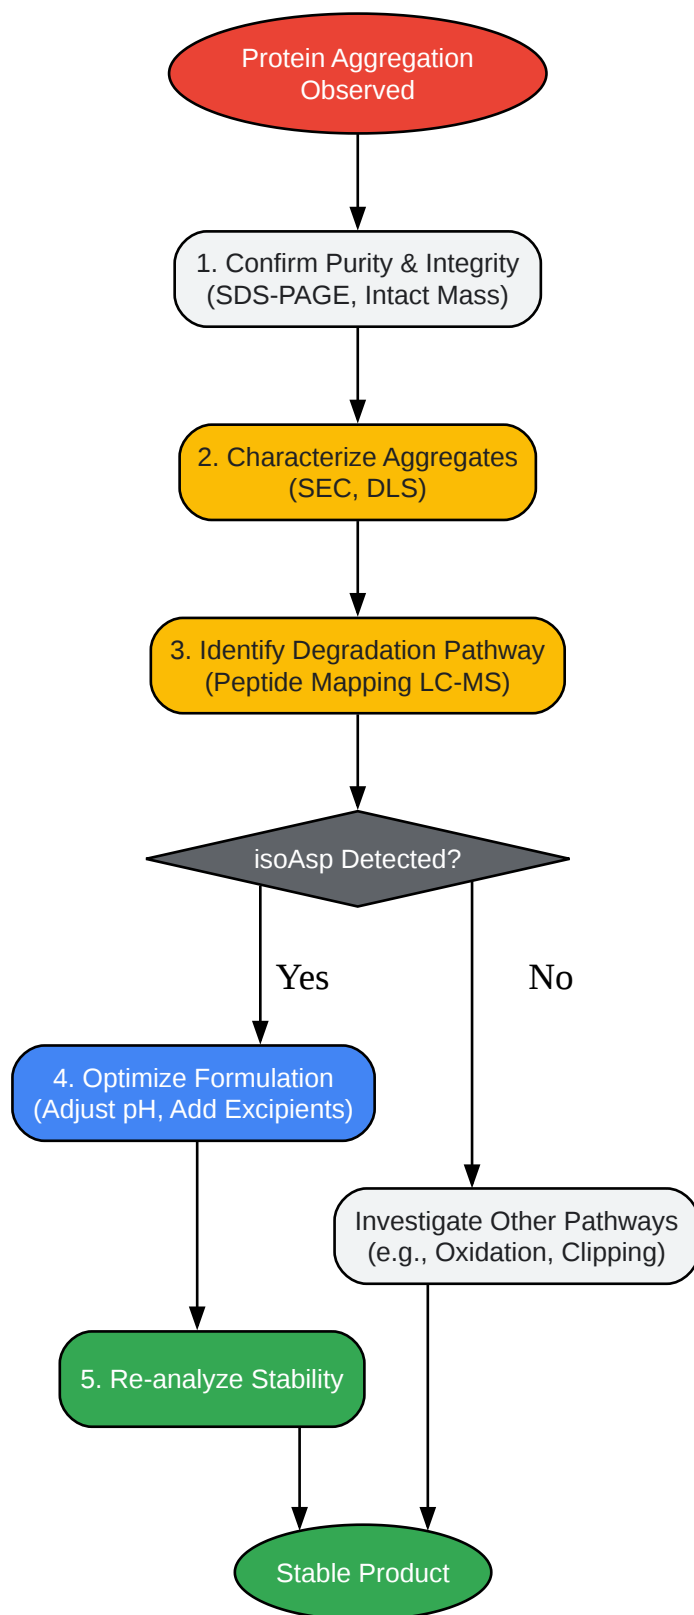 Protein Aggregation
Observed
1. Confirm Purity & Integrity
(SDS-PAGE, Intact Mass)
2. Characterize Aggregates
(SEC, DLS)
3. Identify Degradation Pathway
(Peptide Mapping LC-MS)
isoAsp Detected?
Yes
No
4. Optimize Formulation
(Adjust pH, Add Excipients)
Investigate Other Pathways
(e.g., Oxidation, Clipping)
5. Re-analyze Stability
Stable Product